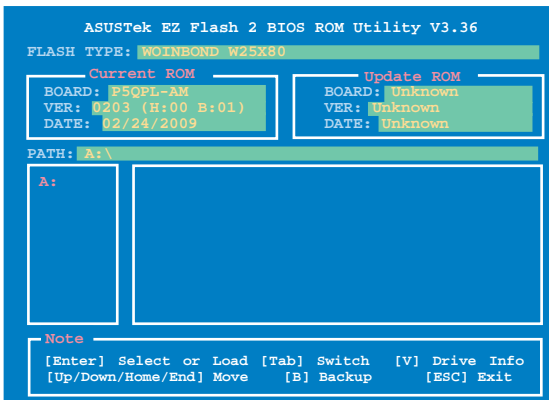 ASUSTek EZ Flash 2 BIOS ROM Utility V3.36
FLASH TYPE: WOINBOND W25X80
Current ROM
BOARD: P5QPL-AM
VER: 0203 (H:00 B:01)
DATE: 02/24/2009
Update ROM
BOARD: Unknown
VER: Unknown
DATE: Unknown
PATH: A:\
A:
Note
[Enter] Select or Load [Tab] Switch [V] Drive Info
[Up/Down/Home/End] Move [B] Backup [ESC] Exit